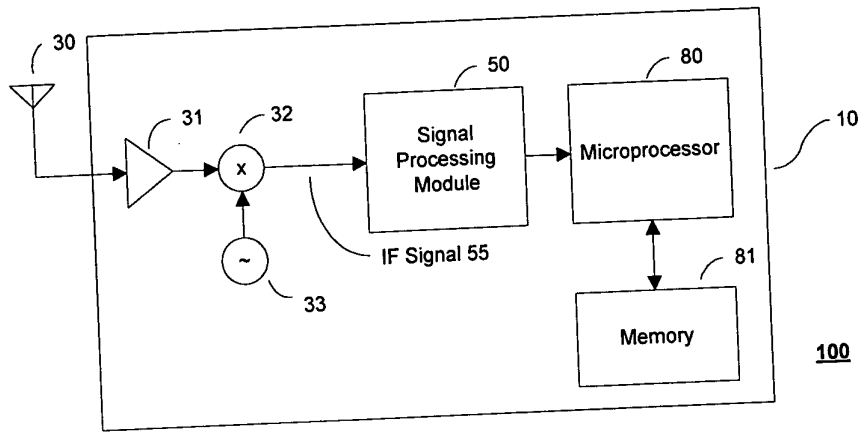 30
31
32
50
80
10
Signal
Processing
Module
Microprocessor
x
~
33
IF Signal 55
81
Memory
100